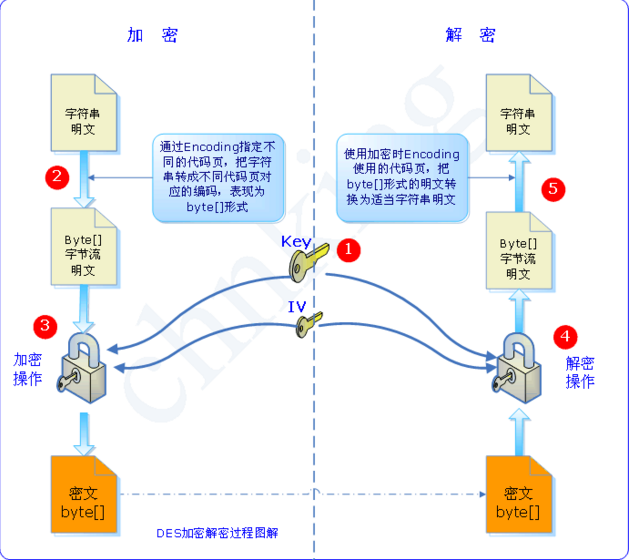 加 密
解 密
字符串
明文
字符串
明文
2
通过Encoding指定不
同的代码页，把字符
串转成不同代码页对
应的编码，表现为
byte[]形式
使用加密时Encoding
使用的代码页，把
byte[]形式的明文转
换为适当字符串明文
5
Byte[]
字节流
明文
Key
1
Byte[]
字节流
明文
IV
3
加密
操作
4
解密
操作
密文
byte[]
密文
byte[]
DES加密解密过程图解
Chnking